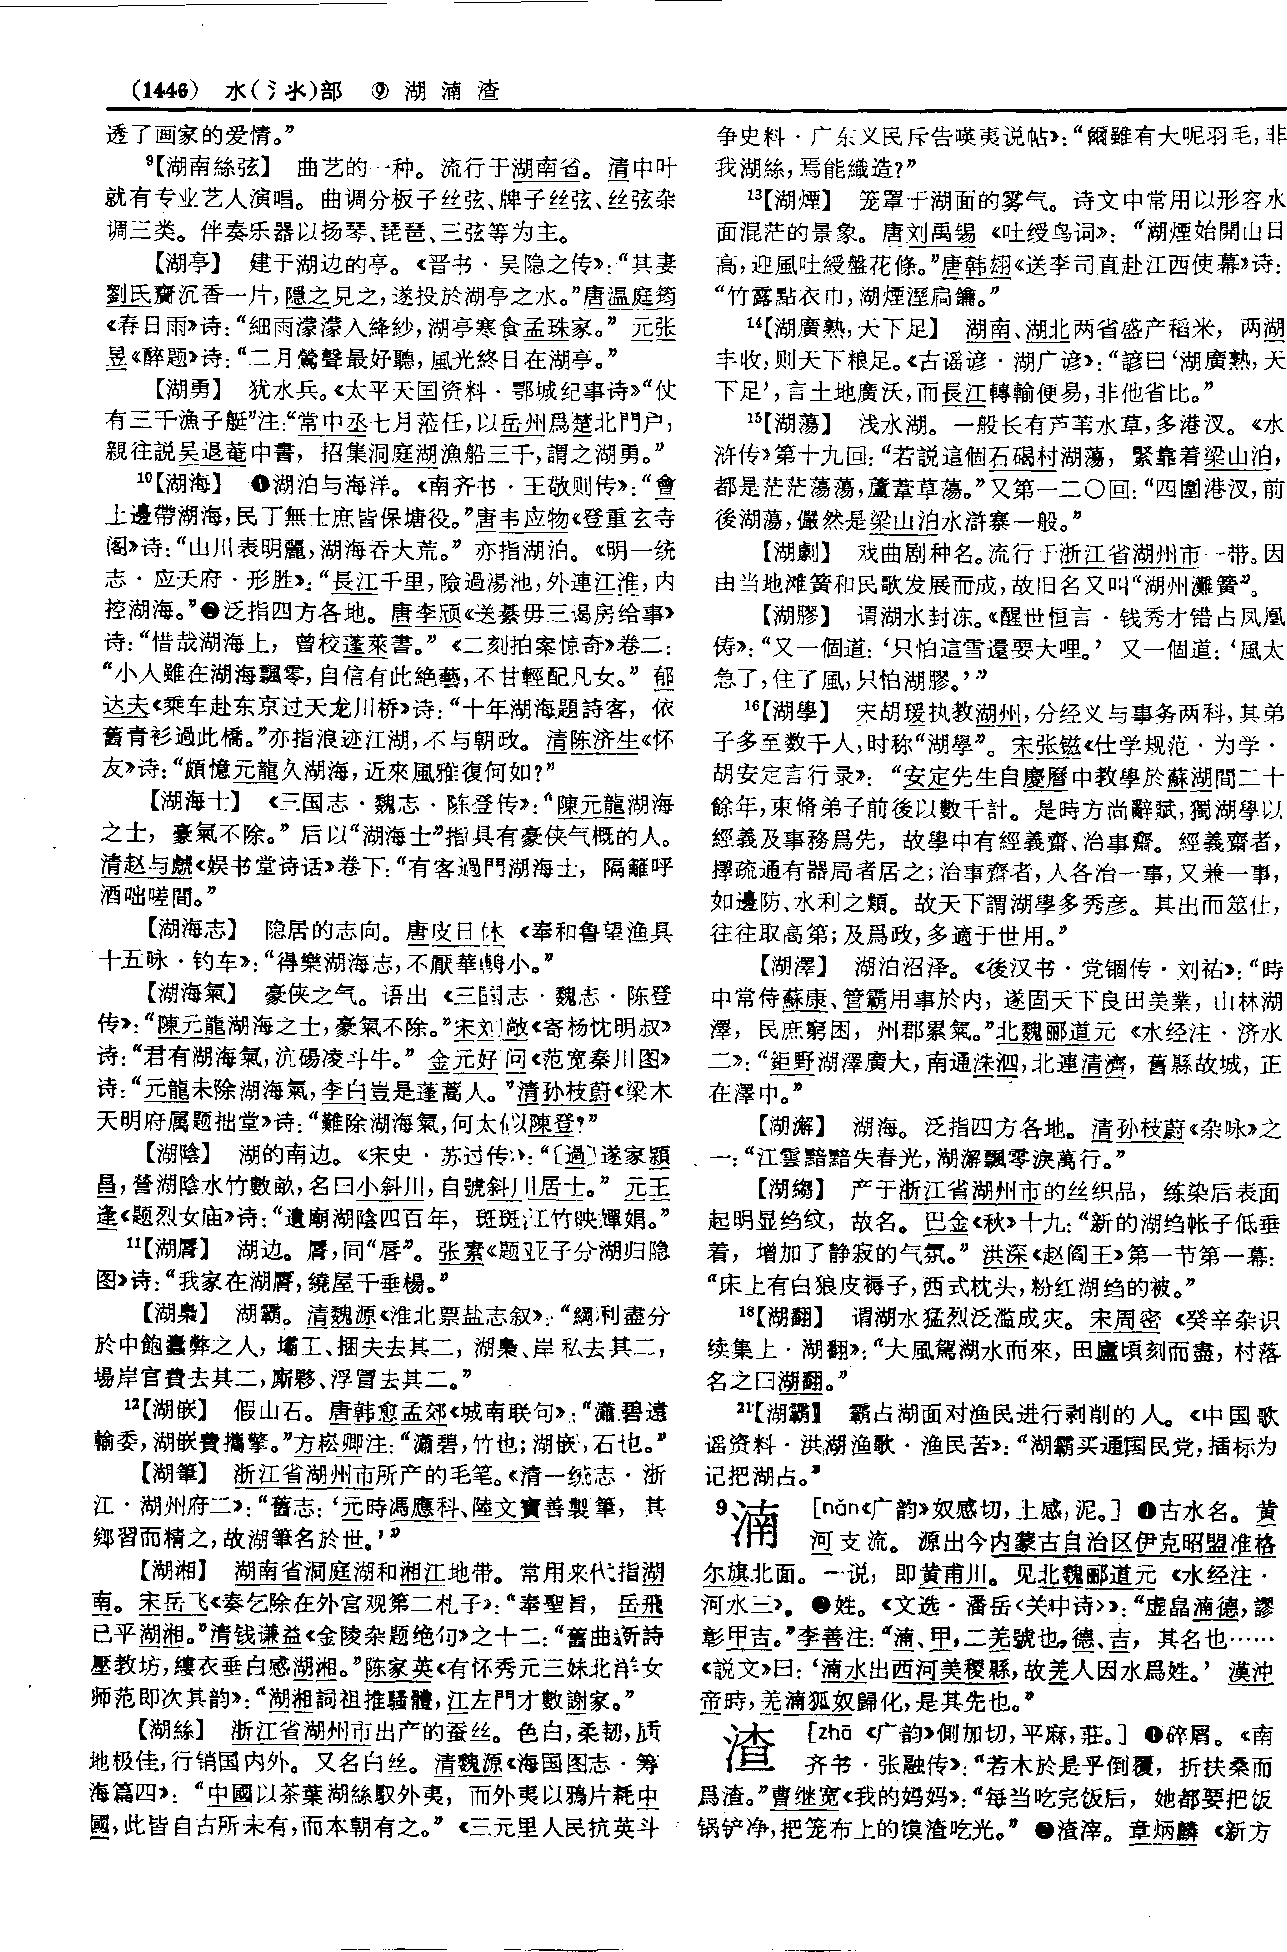 (1446) 水(氵氺)部 ⑨ 湖湳渣
透了画家的爱情。”
⁹【湖南絲弦】 曲艺的一种。流行于湖南省。清中叶
就有专业艺人演唱。曲调分板子丝弦、牌子丝弦、丝弦杂
调三类。伴奏乐器以扬琴、琵琶、三弦等为主。
【湖亭】 建于湖边的亭。《晋书·吴隐之传》：“其妻
劉氏齎沉香一片，隱之見之，遂投於湖亭之水。”唐温庭筠
《春日雨》诗：“細雨濛濛入絳紗，湖亭寒食孟珠家。” 元张
昱《醉题》诗：“二月鶯聲最好聽，風光終日在湖亭。”
【湖勇】 犹水兵。《太平天国资料·鄂城纪事诗》“仗
有三千漁子艇”注：“常中丞七月蒞任，以岳州爲楚北門户，
親往説吴退菴中書，招集洞庭湖漁船三千，謂之湖勇。”
¹⁰【湖海】 ❶湖泊与海洋。《南齐书·王敬则传》：“會
上邊帶湖海，民丁無士庶皆保塘役。”唐韦应物《登重玄寺
阁》诗：“山川表明麗，湖海吞大荒。” 亦指湖泊。《明一统
志·应天府·形胜》：“長江千里，險過湯池，外連江淮，内
控湖海。”❷泛指四方各地。唐李颀《送綦毋三谒房给事》
诗：“惜哉湖海上，曾校蓬萊書。” 《二刻拍案惊奇》卷二：
“小人雖在湖海飄零，自信有此絶藝，不甘輕配凡女。” 郁
达夫《乘车赴东京过天龙川桥》诗：“十年湖海題詩客，依
舊青衫過此橋。”亦指浪迹江湖，不与朝政。清陈济生《怀
友》诗：“頗憶元龍久湖海，近來風雅復何如？”
【湖海士】 《三国志·魏志·陈登传》：“陳元龍湖海
之士，豪氣不除。” 后以“湖海士”指具有豪侠气概的人。
清赵与虤《娱书堂诗话》卷下：“有客過門湖海士，隔籬呼
酒咄嗟間。”
【湖海志】 隐居的志向。唐皮日休《奉和鲁望渔具
十五咏·钓车》：“得樂湖海志，不厭華輈小。”
【湖海氣】 豪侠之气。语出《三国志·魏志·陈登
传》：“陳元龍湖海之士，豪氣不除。”宋刘敞《寄杨忱明叔》
诗：“君有湖海氣，沆碭凌斗牛。” 金元好问《范宽秦川图》
诗：“元龍未除湖海氣，李白豈是蓬蒿人。”清孙枝蔚《梁木
天明府属题拙堂》诗：“難除湖海氣，何太似陳登？”
【湖陰】 湖的南边。《宋史·苏过传》：“〔過〕遂家潁
昌，營湖陰水竹數畝，名曰小斜川，自號斜川居士。” 元王
逢《题烈女庙》诗：“遺廟湖陰四百年，斑斑江竹映嬋娟。”
¹¹【湖脣】 湖边。脣，同“唇”。张素《题亚子分湖归隐
图》诗：“我家在湖脣，繞屋千垂楊。”
【湖梟】 湖霸。清魏源《淮北票盐志叙》：“綱利盡分
於中飽蠹弊之人，壩工、捆夫去其二，湖梟、岸私去其二，
場岸官費去其二，廝夥、浮冒去其二。”
¹²【湖嵌】 假山石。唐韩愈孟郊《城南联句》：“瀟碧遠
輸委，湖嵌費攜擎。”方崧卿注：“瀟碧，竹也；湖嵌，石也。”
【湖筆】 浙江省湖州市所产的毛笔。《清一统志·浙
江·湖州府二》：“舊志：‘元時馮應科、陸文寶善製筆，其
鄉習而精之，故湖筆名於世。’”
【湖湘】 湖南省洞庭湖和湘江地带。常用来代指湖
南。宋岳飞《奏乞除在外宫观第二札子》：“奉聖旨，岳飛
已平湖湘。”清钱谦益《金陵杂题绝句》之十二：“舊曲新詩
壓教坊，縷衣垂白感湖湘。”陈家英《有怀秀元三妹北洋女
师范即次其韵》：“湖湘詞祖推騷體，江左門才數謝家。”
【湖絲】 浙江省湖州市出产的蚕丝。色白，柔韧，质
地极佳，行销国内外。又名白丝。清魏源《海国图志·筹
海篇四》：“中國以茶葉湖絲馭外夷，而外夷以鴉片耗中
國，此皆自古所未有，而本朝有之。”《三元里人民抗英斗
争史料·广东义民斥告暎夷说帖》：“爾雖有大呢羽毛，非
我湖絲，焉能織造？”
¹³【湖煙】 笼罩于湖面的雾气。诗文中常用以形容水
面混茫的景象。唐刘禹锡《吐绶鸟词》：“湖煙始開山日
高，迎風吐綬盤花條。”唐韩翃《送李司直赴江西使幕》诗：
“竹露點衣巾，湖煙溼扃鑰。”
¹⁴【湖廣熟，天下足】 湖南、湖北两省盛产稻米，两湖
丰收，则天下粮足。《古谣谚·湖广谚》：“諺曰‘湖廣熟，天
下足’，言土地廣沃，而長江轉輸便易，非他省比。”
¹⁵【湖蕩】 浅水湖。一般长有芦苇水草，多港汊。《水
浒传》第十九回：“若説這個石碣村湖蕩，緊靠着梁山泊，
都是茫茫蕩蕩，蘆葦草蕩。”又第一二〇回：“四圍港汊，前
後湖蕩，儼然是梁山泊水滸寨一般。”
【湖劇】 戏曲剧种名。流行于浙江省湖州市一带。因
由当地滩簧和民歌发展而成，故旧名又叫“湖州灘簧”。
【湖膠】 谓湖水封冻。《醒世恒言·钱秀才错占凤凰
俦》：“又一個道：‘只怕這雪還要大哩。’ 又一個道：‘風太
急了，住了風，只怕湖膠。’”
¹⁶【湖學】 宋胡瑗执教湖州，分经义与事务两科，其弟
子多至数千人，时称“湖學”。宋张镃《仕学规范·为学·
胡安定言行录》：“安定先生自慶曆中教學於蘇湖間二十
餘年，束脩弟子前後以數千計。是時方尚辭賦，獨湖學以
經義及事務爲先，故學中有經義齋、治事齋。經義齋者，
擇疏通有器局者居之；治事齋者，人各治一事，又兼一事，
如邊防、水利之類。故天下謂湖學多秀彦。其出而筮仕，
往往取高第；及爲政，多適于世用。”
【湖澤】 湖泊沼泽。《後汉书·党锢传·刘祐》：“時
中常侍蘇康、管霸用事於内，遂固天下良田美業，山林湖
澤，民庶窮困，州郡累氣。”北魏郦道元《水经注·济水
二》：“鉅野湖澤廣大，南通洙泗，北連清濟，舊縣故城，正
在澤中。”
【湖澥】 湖海。泛指四方各地。清孙枝蔚《杂咏》之
一：“江雲黯黯失春光，湖澥飄零淚萬行。”
【湖縐】 产于浙江省湖州市的丝织品，练染后表面
起明显绉纹，故名。巴金《秋》十九：“新的湖绉帐子低垂
着，增加了静寂的气氛。” 洪深《赵阎王》第一节第一幕：
“床上有白狼皮褥子，西式枕头，粉红湖绉的被。”
¹⁸【湖翻】 谓湖水猛烈泛滥成灾。宋周密《癸辛杂识
续集上·湖翻》：“大風駕湖水而來，田廬頃刻而盡，村落
名之曰湖翻。”
²¹【湖霸】 霸占湖面对渔民进行剥削的人。《中国歌
谣资料·洪湖渔歌·渔民苦》：“湖霸买通国民党，插标为
记把湖占。”
⁹湳 [nǎn《广韵》奴感切，上感，泥。] ❶古水名。黄
河支流。源出今内蒙古自治区伊克昭盟准格
尔旗北面。一说，即黄甫川。见北魏郦道元《水经注·
河水三》。❷姓。《文选·潘岳〈关中诗〉》：“虚皛湳德，謬
彰甲吉。”李善注：“湳、甲，二羌號也，德、吉，其名也……
《説文》曰：‘湳水出西河美稷縣，故羌人因水爲姓。’ 漢沖
帝時，羌湳狐奴歸化，是其先也。”
渣 [zhā《广韵》側加切，平麻，莊。] ❶碎屑。《南
齐书·张融传》：“若木於是乎倒覆，折扶桑而
爲渣。”曹继宽《我的妈妈》：“每当吃完饭后，她都要把饭
锅铲净，把笼布上的馍渣吃光。” ❷渣滓。章炳麟《新方